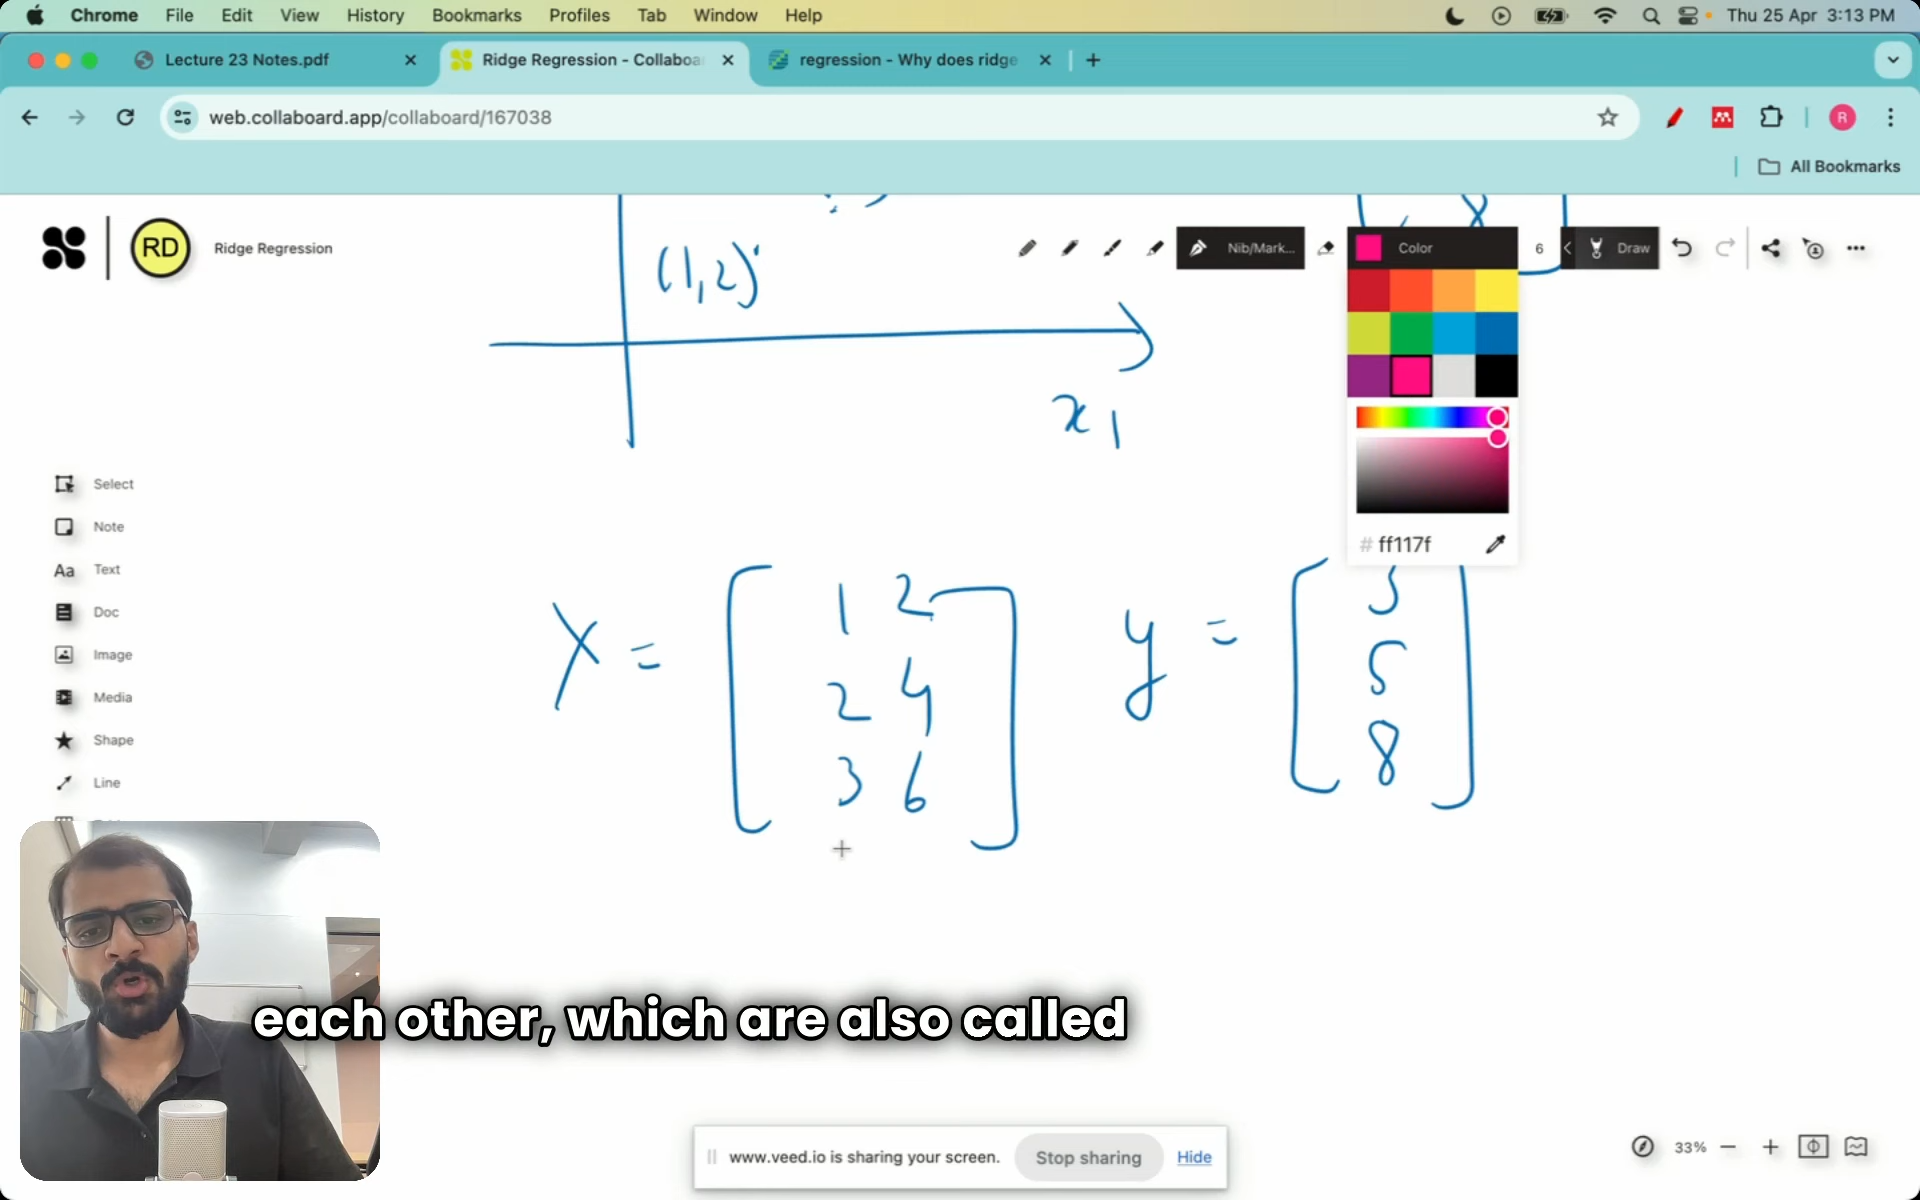 Chrome File Edit View History Bookmarks Profiles Tab Window Help Thu 25 Apr 3:13 PM
Lecture 23 Notes.pdf Ridge Regression - Collaboa regression - Why does ridge
web.collaboard.app/collaboard/167038 R
All Bookmarks
RD Ridge Regression Nib/Mark... Color 6 Draw
8
(1,2)
x 1
# ff117f
Select
Note
Aa Text
Doc
Image
Media
Shape
Line
X = [ 1 2
2 4
3 6 ]
y = [
5
8 ]
each other, which are also called
www.veed.io is sharing your screen. Stop sharing Hide
33%